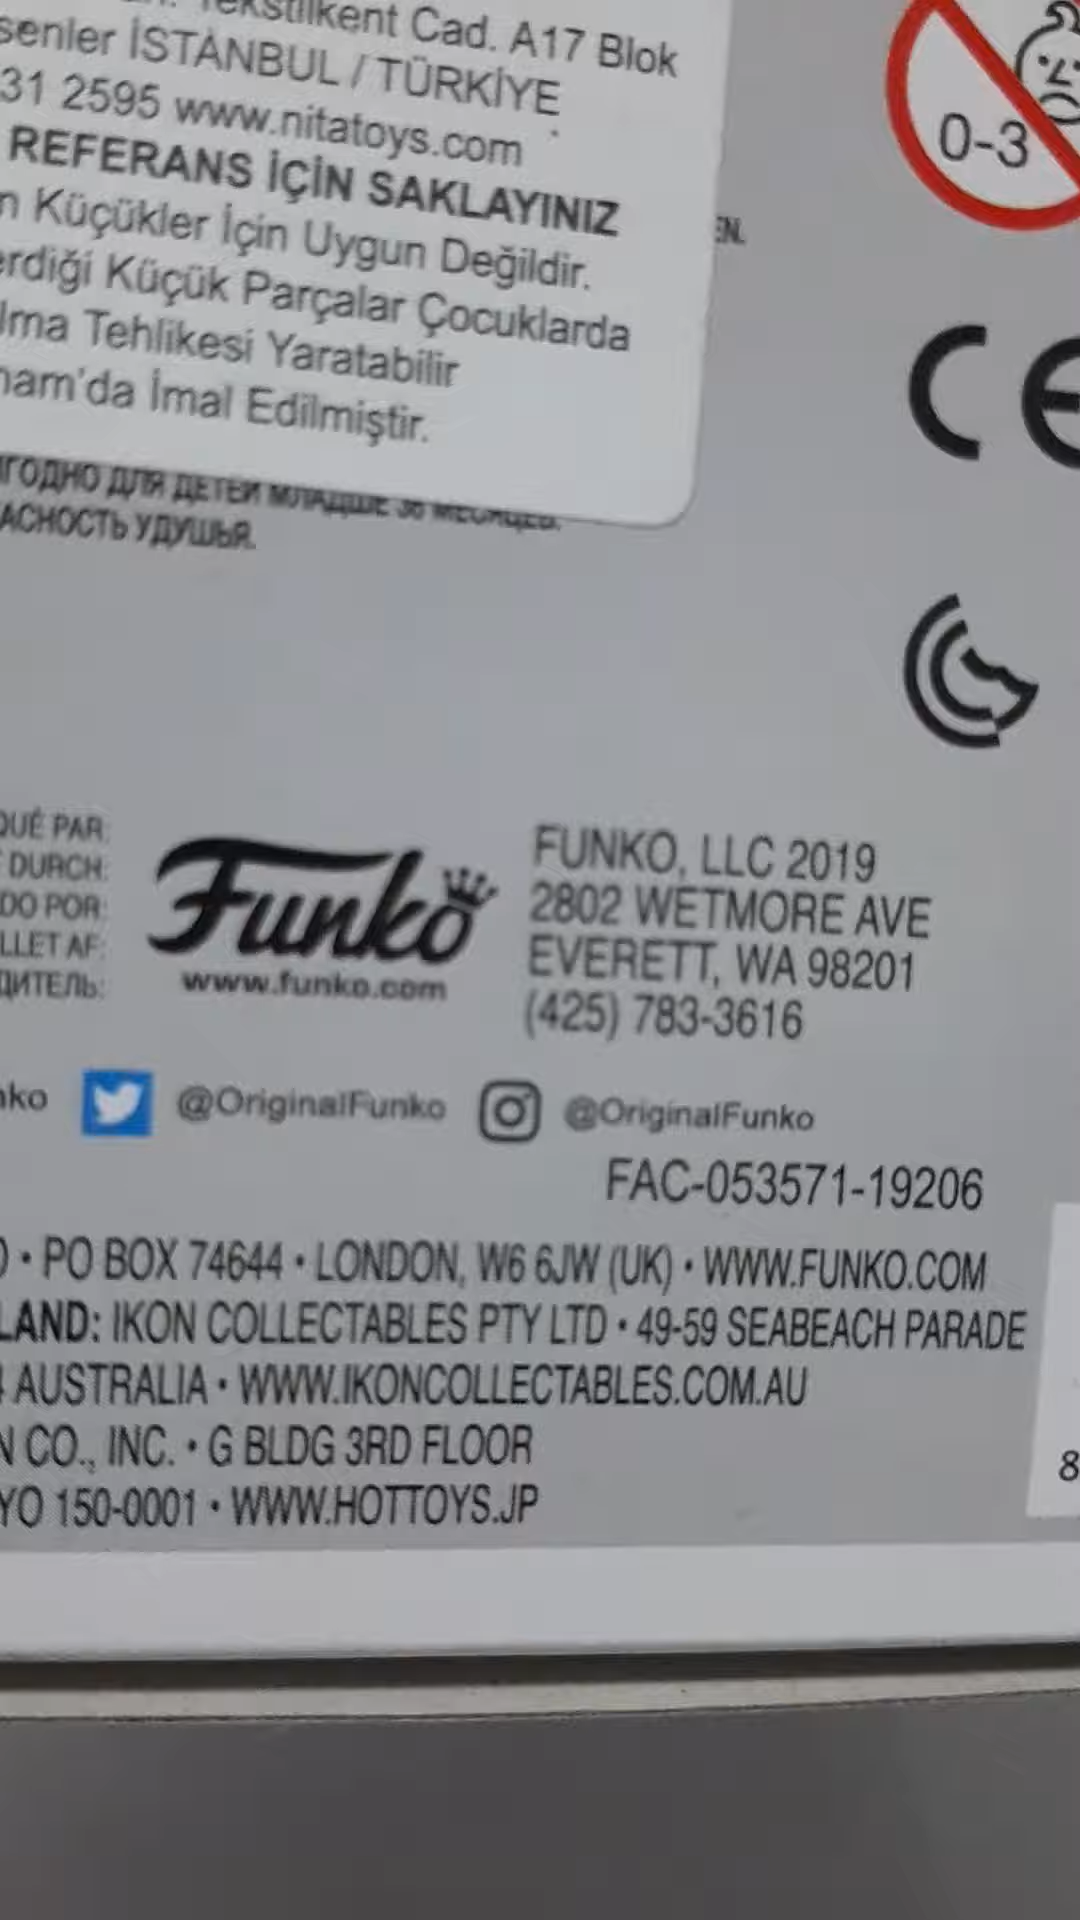 Tekstilkent Cad. A17 Blok
senler İSTANBUL / TÜRKİYE
31 2595 www.nitatoys.com
REFERANS İÇİN SAKLAYINIZ
n Küçükler İçin Uygun Değildir.
erdiği Küçük Parçalar Çocuklarda
lma Tehlikesi Yaratabilir
nam'da İmal Edilmiştir.
0-3
EN.
CE
ГОДНО ДЛЯ ДЕТЕЙ МЛАДШЕ 36 МЕСЯЦЕВ.
АСНОСТЬ УДУШЬЯ.
QUÉ PAR:
DURCH:
DO POR:
LLET AF:
ДИТЕЛЬ:
Funko
www.funko.com
FUNKO, LLC 2019
2802 WETMORE AVE
EVERETT, WA 98201
(425) 783-3616
nko @OriginalFunko @OriginalFunko
FAC-053571-19206
• PO BOX 74644 • LONDON, W6 6JW (UK) • WWW.FUNKO.COM
LAND: IKON COLLECTABLES PTY LTD • 49-59 SEABEACH PARADE
AUSTRALIA • WWW.IKONCOLLECTABLES.COM.AU
N CO., INC. • G BLDG 3RD FLOOR
YO 150-0001 • WWW.HOTTOYS.JP
8